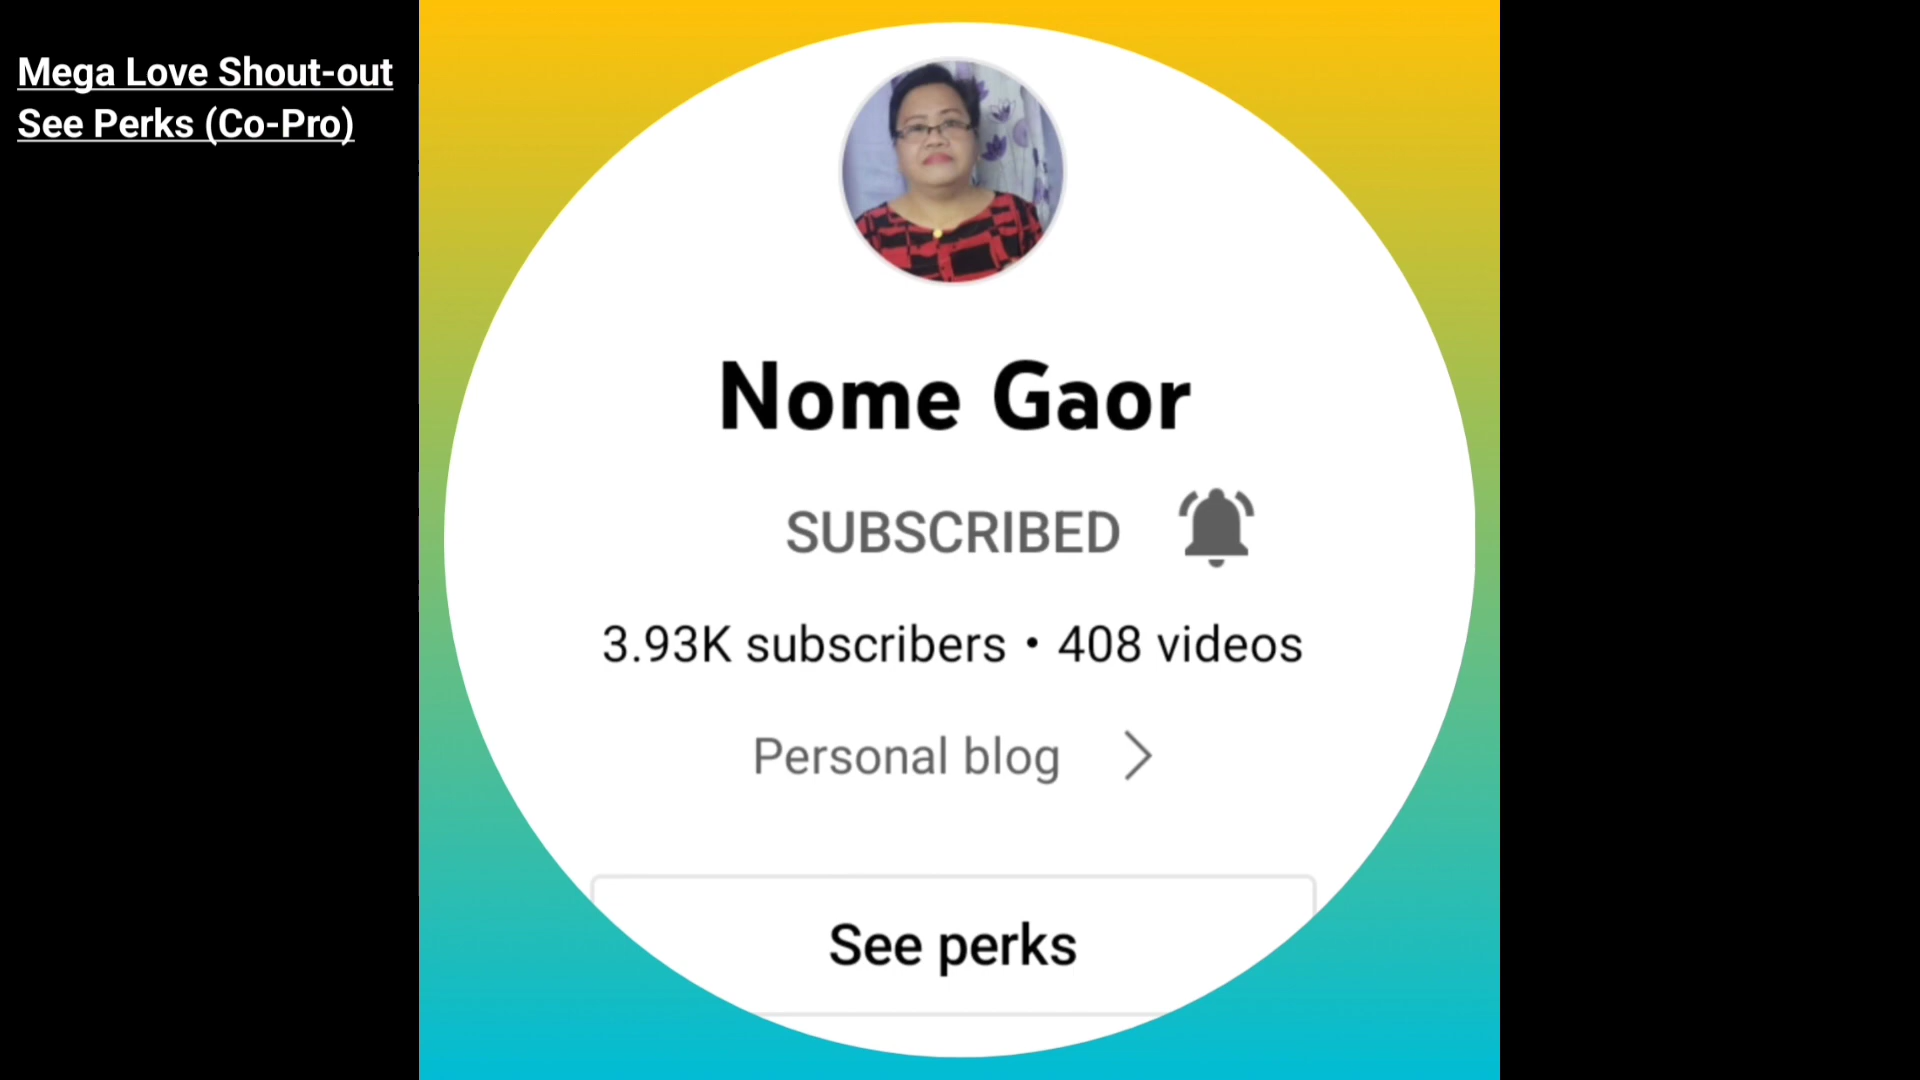 Mega Love Shout-out
See Perks (Co-Pro)
Nome Gaor
SUBSCRIBED
3.93K subscribers • 408 videos
Personal blog
See perks